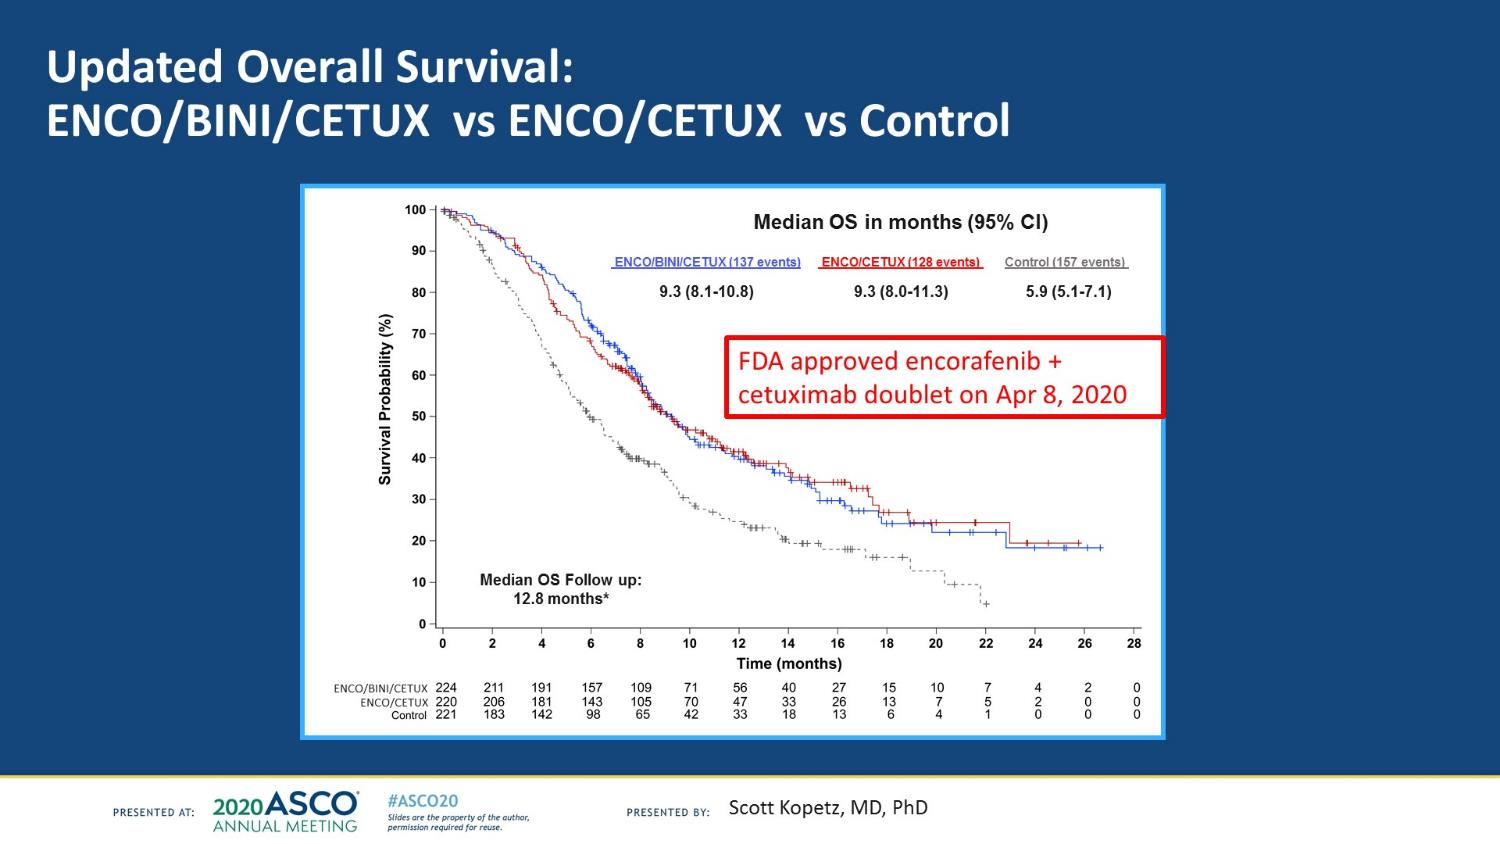 Updated Overall Survival:
ENCO/BINI/CETUX vs ENCO/CETUX vs Control
Median OS in months (95% CI)
ENCO/BINI/CETUX (137 events) ENCO/CETUX (128 events) Control (157 events)
9.3 (8.1-10.8) 9.3 (8.0-11.3) 5.9 (5.1-7.1)
FDA approved encorafenib +
cetuximab doublet on Apr 8, 2020
Survival Probability (%)
100
90
80
70
60
50
40
30
20
10
0
Median OS Follow up:
12.8 months*
0 2 4 6 8 10 12 14 16 18 20 22 24 26 28
Time (months)
ENCO/BINI/CETUX 224 211 191 157 109 71 56 40 27 15 10 7 4 2 0
ENCO/CETUX 220 206 181 143 105 70 47 33 26 13 7 5 2 0 0
Control 221 183 142 98 65 42 33 18 13 6 4 1 0 0 0
PRESENTED AT:
2020 ASCO
ANNUAL MEETING
#ASCO20
Slides are the property of the author,
permission required for reuse.
PRESENTED BY: Scott Kopetz, MD, PhD